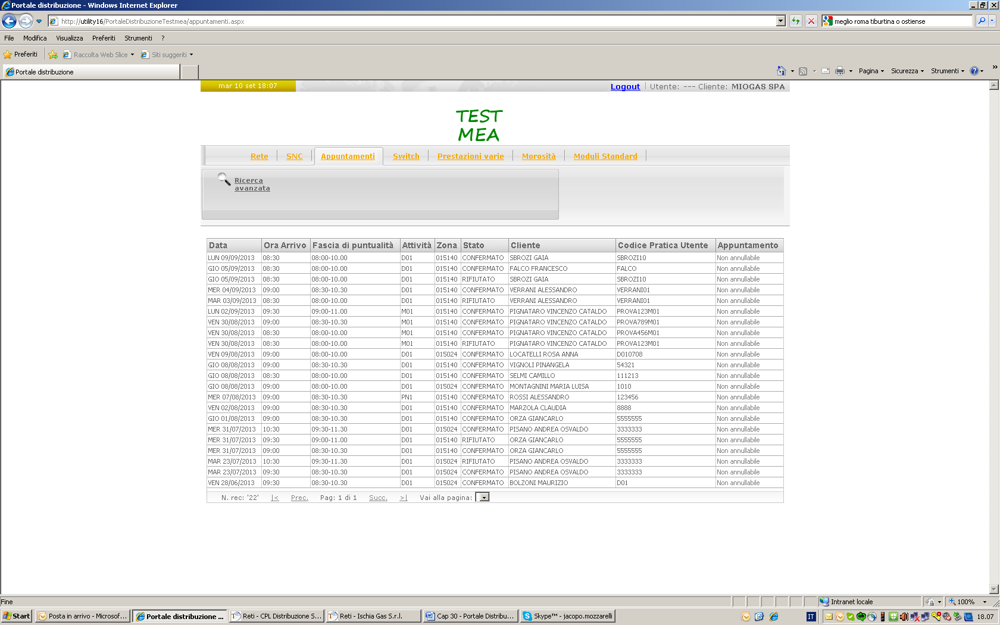 Portale distribuzione - Windows Internet Explorer
http://utility16/PortaleDistribuzioneTestmea/appuntamenti.aspx
meglio roma tiburtina o ostiense
File Modifica Visualizza Preferiti Strumenti ?
Preferiti Raccolta Web Slice Siti suggeriti
Portale distribuzione
Pagina Sicurezza Strumenti
mar 10 set 18:07
Logout Utente: --- Cliente: MIOGAS SPA
TEST
MEA
Rete SNC Appuntamenti Switch Prestazioni varie Morosità Moduli Standard
Ricerca
avanzata
Data Ora Arrivo Fascia di puntualità Attività Zona Stato Cliente Codice Pratica Utente Appuntamento
LUN 09/09/2013 08:30 08:00-10.00 D01 015140 CONFERMATO SBROZI GAIA SBROZI10 Non annullabile
GIO 05/09/2013 08:30 08:00-10.00 D01 015140 CONFERMATO FALCO FRANCESCO FALCO Non annullabile
GIO 05/09/2013 08:30 08:00-10.00 D01 015140 RIFIUTATO SBROZI GAIA SBROZI10 Non annullabile
MER 04/09/2013 09:00 08:30-10.30 D01 015140 CONFERMATO VERRANI ALESSANDRO VERRANI01 Non annullabile
MAR 03/09/2013 08:30 08:00-10.00 D01 015140 RIFIUTATO VERRANI ALESSANDRO VERRANI01 Non annullabile
LUN 02/09/2013 09:30 09:00-11.00 M01 015140 CONFERMATO PIGNATARO VINCENZO CATALDO PROVA123M01 Non annullabile
VEN 30/08/2013 09:00 08:30-10.30 M01 015140 CONFERMATO PIGNATARO VINCENZO CATALDO PROVA789M01 Non annullabile
VEN 30/08/2013 08:30 08:00-10.00 M01 015140 CONFERMATO PIGNATARO VINCENZO CATALDO PROVA456M01 Non annullabile
VEN 30/08/2013 08:30 08:00-10.00 M01 015140 RIFIUTATO PIGNATARO VINCENZO CATALDO PROVA123M01 Non annullabile
VEN 09/08/2013 09:00 08:00-10.00 D01 015024 CONFERMATO LOCATELLI ROSA ANNA D010708 Non annullabile
GIO 08/08/2013 09:00 08:30-10.30 D01 015140 CONFERMATO VIGNOLI PINANGELA 54321 Non annullabile
GIO 08/08/2013 08:30 08:00-10.00 D01 015140 CONFERMATO SELMI CAMILLO 111213 Non annullabile
GIO 08/08/2013 09:00 08:00-10.00 D01 015024 CONFERMATO MONTAGNINI MARIA LUISA 1010 Non annullabile
MER 07/08/2013 09:00 08:30-10.30 PN1 015140 CONFERMATO ROSSI ALESSANDRO 123456 Non annullabile
VEN 02/08/2013 09:00 08:30-10.30 D01 015140 CONFERMATO MARZOLA CLAUDIA 8888 Non annullabile
GIO 01/08/2013 09:00 08:30-10.30 D01 015140 CONFERMATO ORZA GIANCARLO 5555555 Non annullabile
MER 31/07/2013 10:30 09:30-11.30 D01 015024 CONFERMATO PISANO ANDREA OSVALDO 3333333 Non annullabile
MER 31/07/2013 09:30 09:00-11.00 D01 015140 RIFIUTATO ORZA GIANCARLO 5555555 Non annullabile
MER 31/07/2013 09:00 08:30-10.30 D01 015140 CONFERMATO ORZA GIANCARLO 5555555 Non annullabile
MAR 23/07/2013 10:30 09:30-11.30 D01 015024 RIFIUTATO PISANO ANDREA OSVALDO 3333333 Non annullabile
MAR 23/07/2013 09:30 08:30-10.30 D01 015024 CONFERMATO PISANO ANDREA OSVALDO 3333333 Non annullabile
VEN 28/06/2013 09:30 08:30-10.30 D01 015024 CONFERMATO BOLZONI MAURIZIO D01 Non annullabile
N. rec: '22' |< Prec. Pag: 1 di 1 Succ. >| Vai alla pagina:
Fine Intranet locale 100%
Start Posta in arrivo - Microsof... Portale distribuzione ... Reti - CPL Distribuzione S... Reti - Ischia Gas S.r.l. Cap 30 - Portale Distribu... Skype™ - jacopo.mozzarelli IT 18.07